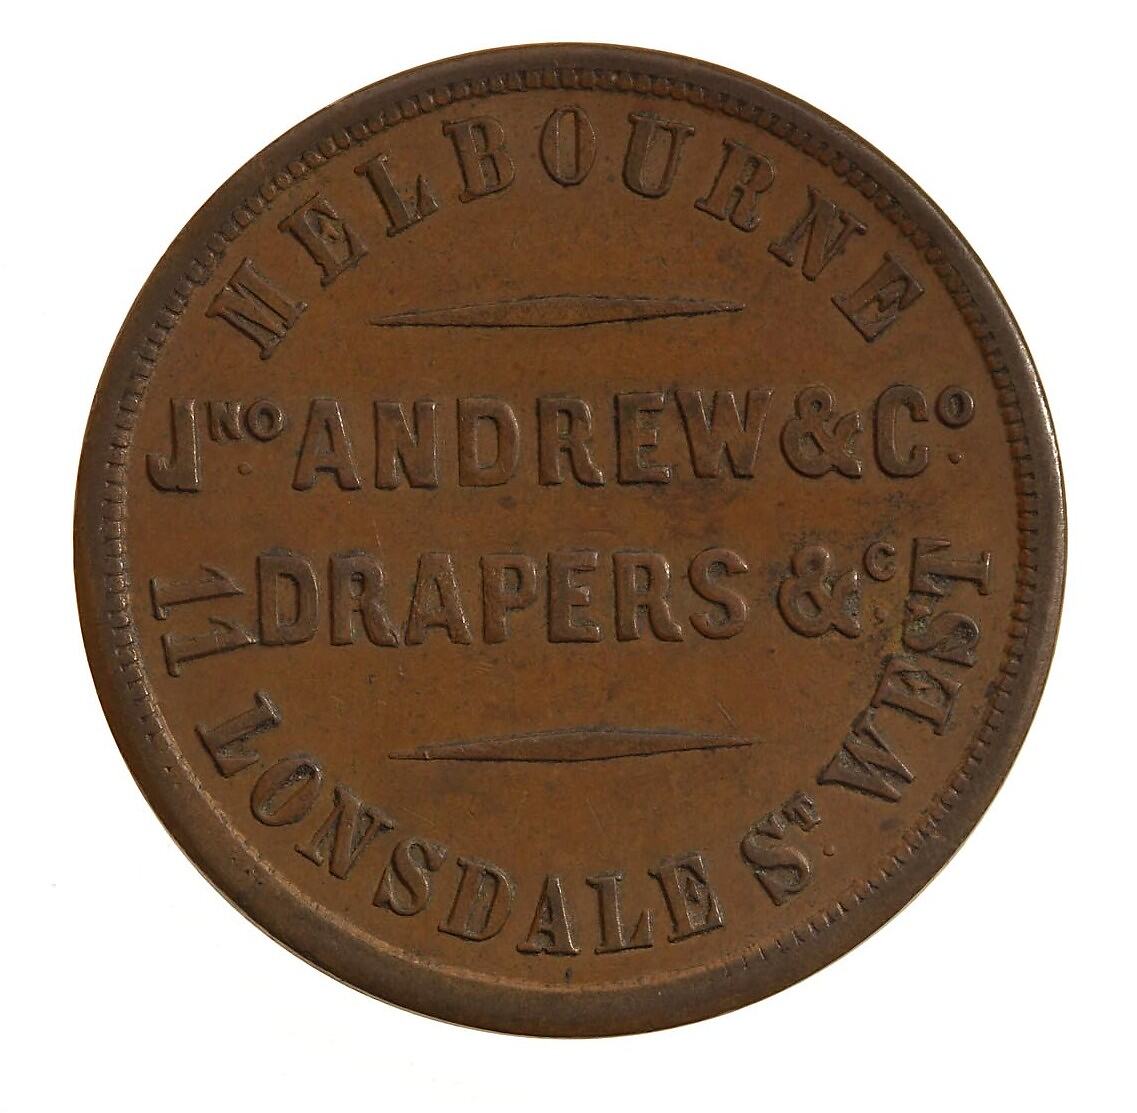 MELBOURNE
JNO. ANDREW & CO.
DRAPERS & C
11 LONSDALE ST. WEST